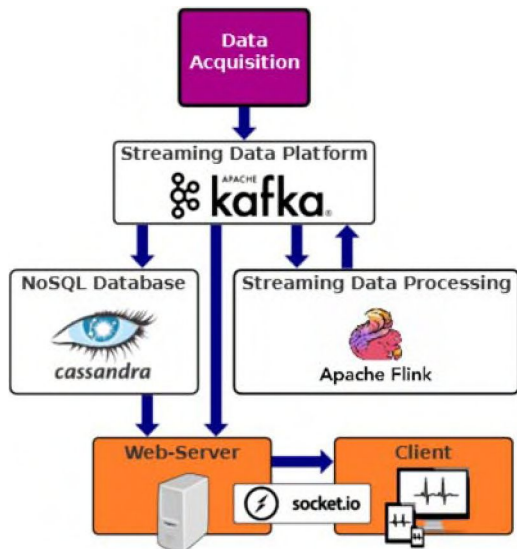 Data
Acquisition
Streaming Data Platform
APACHE
kafka®
NoSQL Database
cassandra
Streaming Data Processing
Apache Flink
Web-Server
Client
socket.io